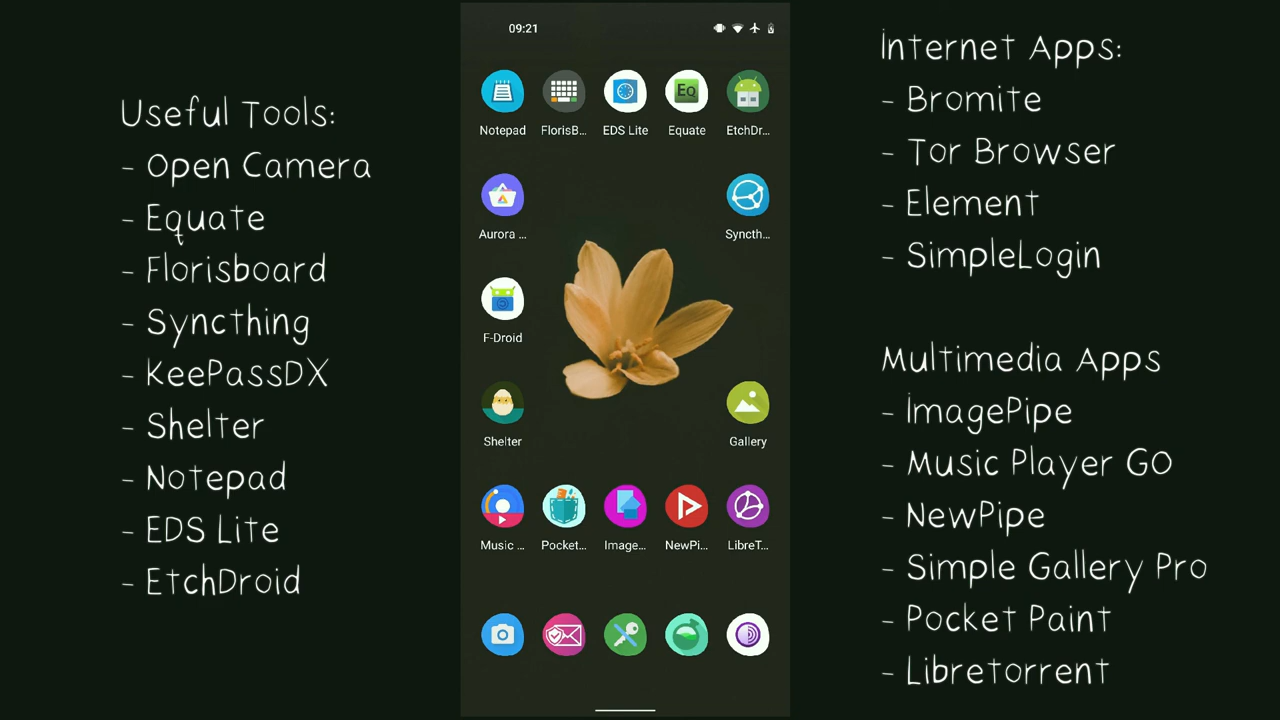 Useful Tools:
- Open Camera
- Equate
- Florisboard
- Syncthing
- KeePassDX
- Shelter
- Notepad
- EDS Lite
- EtchDroid
09:21
Notepad FlorisB... EDS Lite Equate EtchDr...
Eq
Aurora ... Syncth...
F-Droid
Shelter Gallery
Music ... Pocket... Image... NewPi... LibreT...
Internet Apps:
- Bromite
- Tor Browser
- Element
- SimpleLogin
Multimedia Apps
- ImagePipe
- Music Player GO
- NewPipe
- Simple Gallery Pro
- Pocket Paint
- Libretorrent